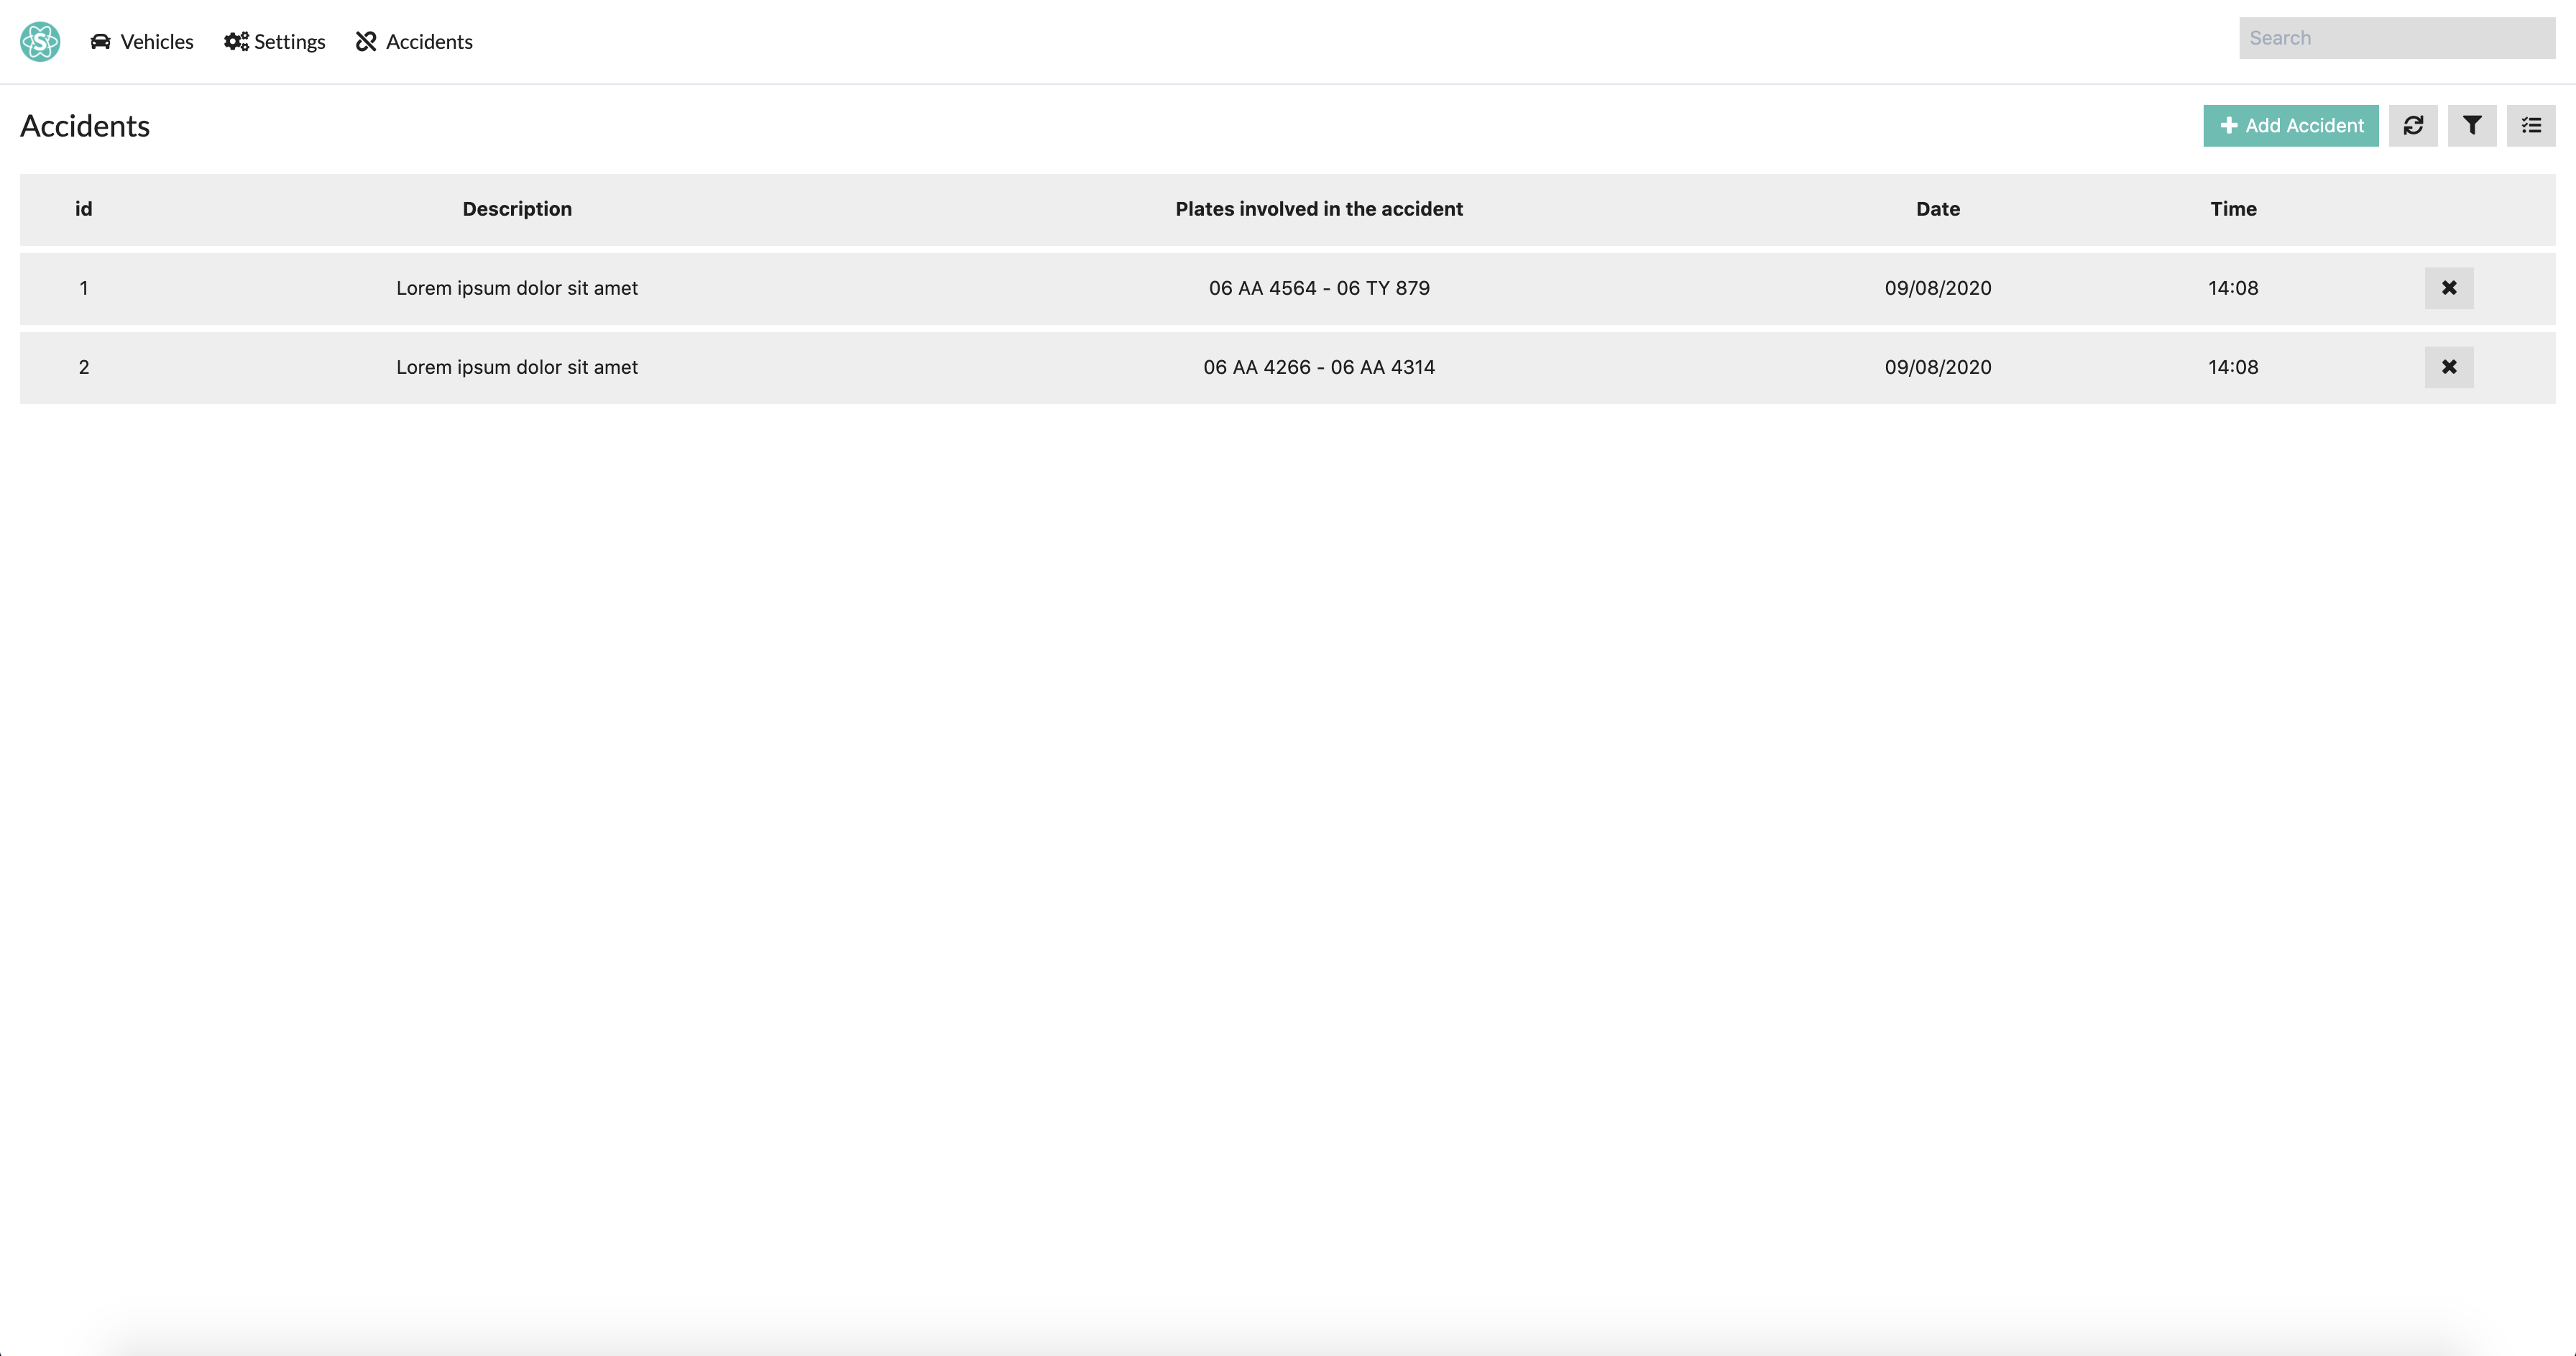 S Vehicles Settings Accidents Search
Accidents + Add Accident
id Description Plates involved in the accident Date Time
1 Lorem ipsum dolor sit amet 06 AA 4564 - 06 TY 879 09/08/2020 14:08
2 Lorem ipsum dolor sit amet 06 AA 4266 - 06 AA 4314 09/08/2020 14:08